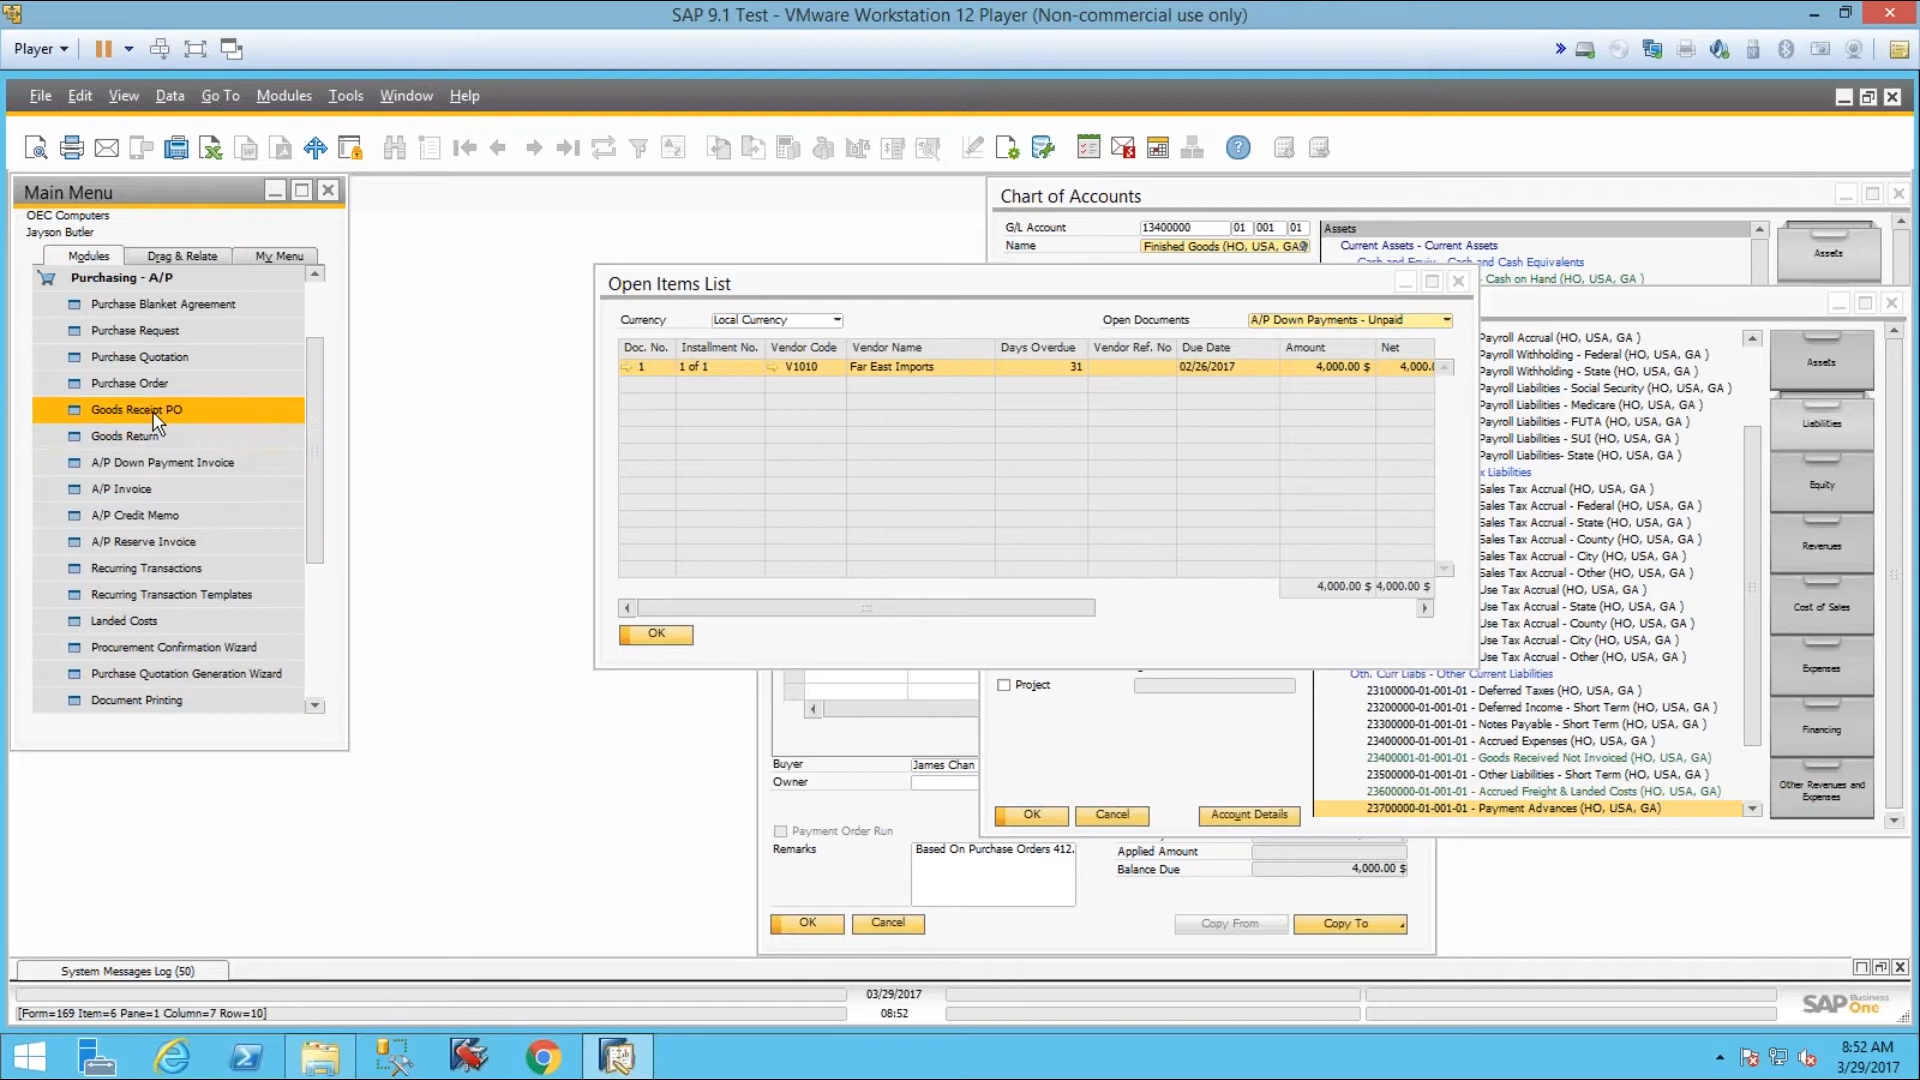 SAP 9.1 Test - VMware Workstation 12 Player (Non-commercial use only)
Player
File Edit View Data Go To Modules Tools Window Help
Main Menu
OEC Computers
Jayson Butler
Modules Drag & Relate My Menu
Purchasing - A/P
Purchase Blanket Agreement
Purchase Request
Purchase Quotation
Purchase Order
Goods Receipt PO
Goods Return
A/P Down Payment Invoice
A/P Invoice
A/P Credit Memo
A/P Reserve Invoice
Recurring Transactions
Recurring Transaction Templates
Landed Costs
Procurement Confirmation Wizard
Purchase Quotation Generation Wizard
Document Printing
Chart of Accounts
G/L Account 13400000 01 001 01
Name Finished Goods (HO, USA, GA)
Assets
Current Assets - Current Assets
Cash and Equiv - Cash and Cash Equivalents
- Cash on Hand (HO, USA, GA )
Assets
Open Items List
Currency Local Currency Open Documents A/P Down Payments - Unpaid
Doc. No. Installment No. Vendor Code Vendor Name Days Overdue Vendor Ref. No Due Date Amount Net
1 1 of 1 V1010 Far East Imports 31 02/26/2017 4,000.00 $ 4,000.
4,000.00 $ 4,000.00 $
OK
Payroll Accrual (HO, USA, GA )
Payroll Withholding - Federal (HO, USA, GA )
Payroll Withholding - State (HO, USA, GA )
Payroll Liabilities - Social Security (HO, USA, GA )
Payroll Liabilities - Medicare (HO, USA, GA )
Payroll Liabilities - FUTA (HO, USA, GA )
Payroll Liabilities - SUI (HO, USA, GA )
Payroll Liabilities- State (HO, USA, GA )
x Liabilities
Sales Tax Accrual (HO, USA, GA )
Sales Tax Accrual - Federal (HO, USA, GA )
Sales Tax Accrual - State (HO, USA, GA )
Sales Tax Accrual - County (HO, USA, GA )
Sales Tax Accrual - City (HO, USA, GA )
Sales Tax Accrual - Other (HO, USA, GA )
Use Tax Accrual (HO, USA, GA )
Use Tax Accrual - State (HO, USA, GA )
Use Tax Accrual - County (HO, USA, GA )
Use Tax Accrual - City (HO, USA, GA )
Use Tax Accrual - Other (HO, USA, GA )
Oth. Curr Liabs - Other Current Liabilities
23100000-01-001-01 - Deferred Taxes (HO, USA, GA )
23200000-01-001-01 - Deferred Income - Short Term (HO, USA, GA )
23300000-01-001-01 - Notes Payable - Short Term (HO, USA, GA )
23400000-01-001-01 - Accrued Expenses (HO, USA, GA )
23400001-01-001-01 - Goods Received Not Invoiced (HO, USA, GA)
23500000-01-001-01 - Other Liabilities - Short Term (HO, USA, GA )
23600000-01-001-01 - Accrued Freight & Landed Costs (HO, USA, GA )
23700000-01-001-01 - Payment Advances (HO, USA, GA)
Assets
Liabilities
Equity
Revenues
Cost of Sales
Expenses
Financing
Other Revenues and
Expenses
Project
OK Cancel Account Details
Buyer James Chan
Owner
Payment Order Run
Remarks Based On Purchase Orders 412.
Applied Amount
Balance Due 4,000.00 $
OK Cancel Copy From Copy To
System Messages Log (50)
03/29/2017
[Form=169 Item=6 Pane=1 Column=7 Row=10] 08:52
SAP Business One
8:52 AM
3/29/2017